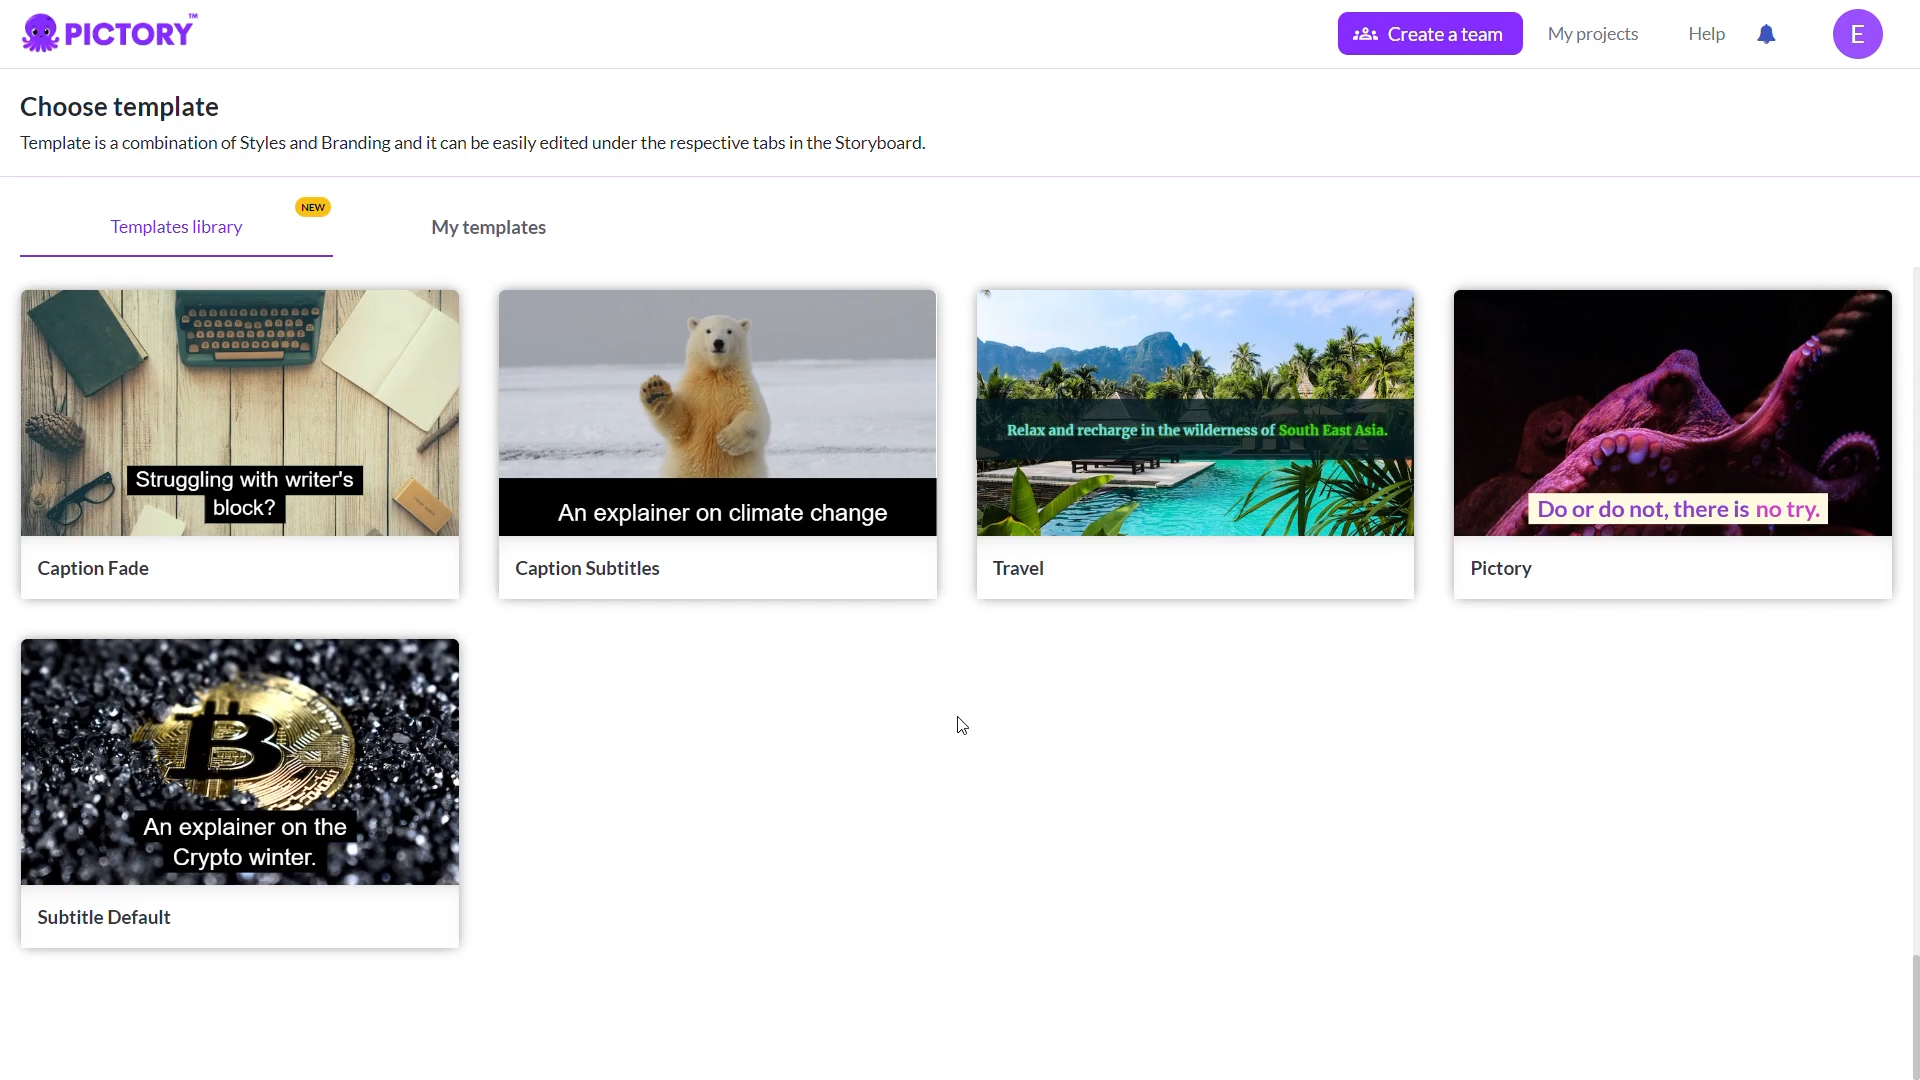 PICTORY™
Create a team
My projects
Help
E
Choose template
Template is a combination of Styles and Branding and it can be easily edited under the respective tabs in the Storyboard.
NEW
Templates library
My templates
Struggling with writer's
block?
An explainer on climate change
Relax and recharge in the wilderness of South East Asia.
Do or do not, there is no try.
Caption Fade
Caption Subtitles
Travel
Pictory
B
An explainer on the
Crypto winter.
Subtitle Default